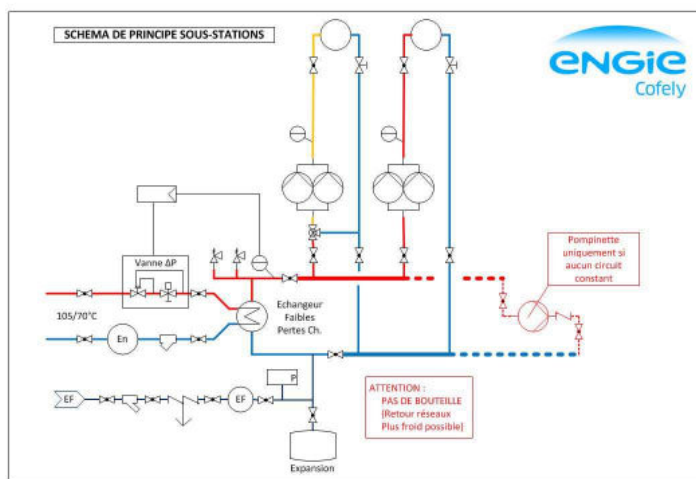 SCHEMA DE PRINCIPE SOUS-STATIONS
ENGIE
Cofely
Vanne ΔP
Pompinette
uniquement si
aucun circuit
constant
105/70°C
Echangeur
Faibles
Pertes Ch.
En
P
EF
EF
ATTENTION :
PAS DE BOUTEILLE
(Retour réseaux
Plus froid possible)
Expansion